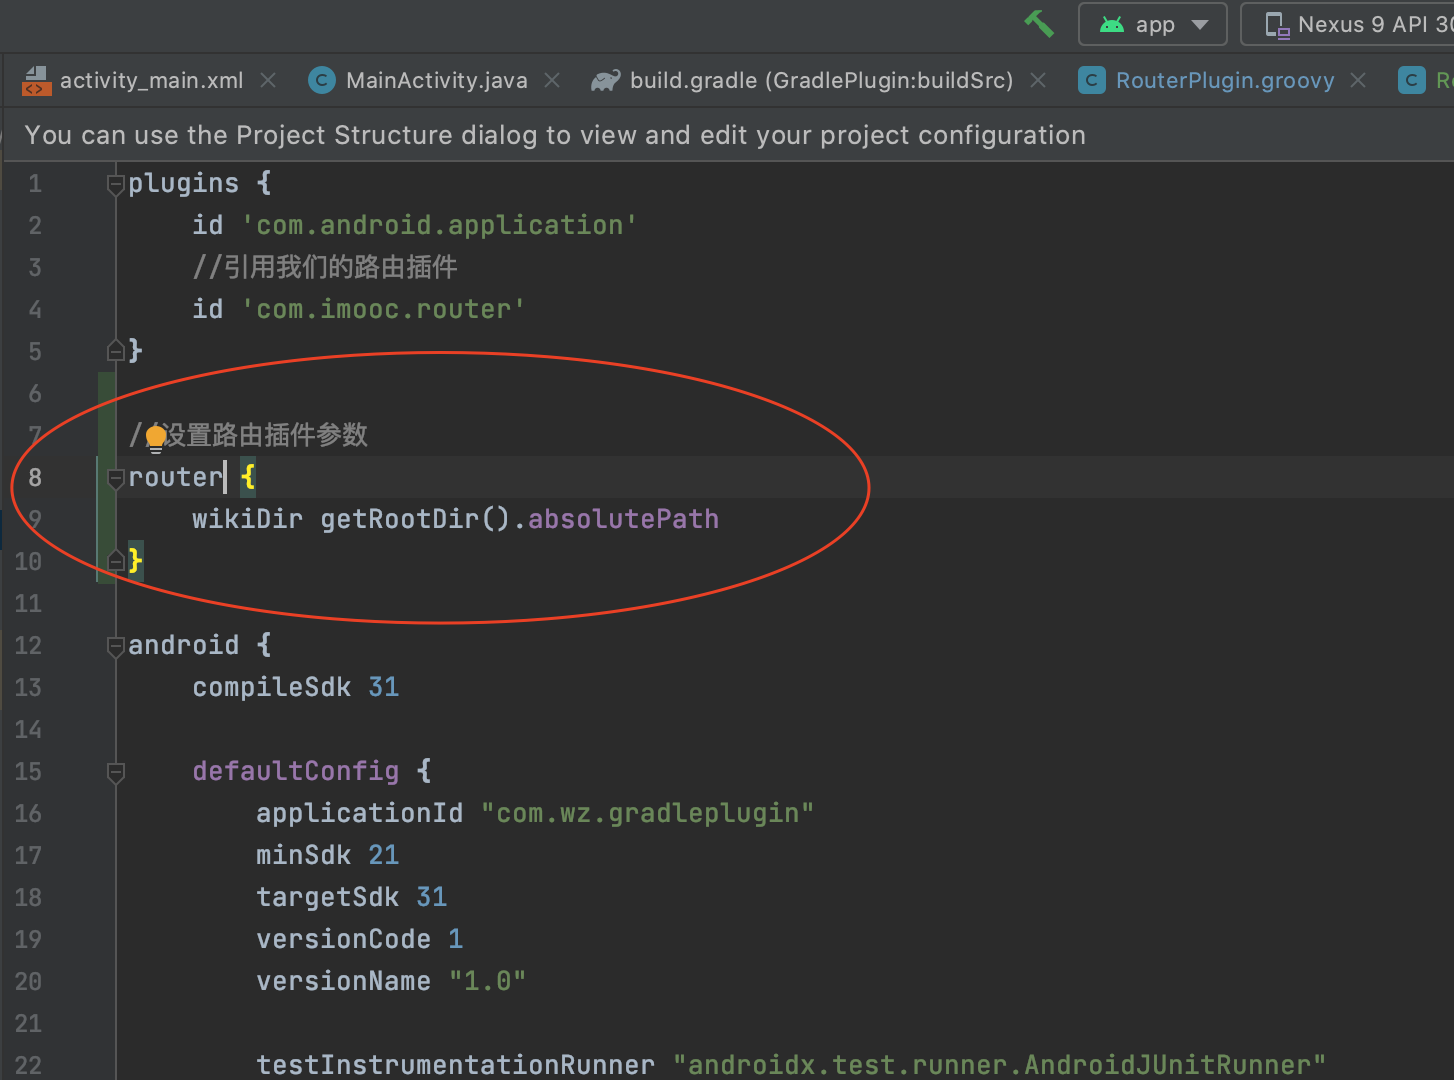 app Nexus 9 API 30
activity_main.xml MainActivity.java build.gradle (GradlePlugin:buildSrc) RouterPlugin.groovy
You can use the Project Structure dialog to view and edit your project configuration
1 plugins {
2 id 'com.android.application'
3 //引用我们的路由插件
4 id 'com.imooc.router'
5 }
6
7 //设置路由插件参数
8 router {
9 wikiDir getRootDir().absolutePath
10 }
11
12 android {
13 compileSdk 31
14
15 defaultConfig {
16 applicationId "com.wz.gradleplugin"
17 minSdk 21
18 targetSdk 31
19 versionCode 1
20 versionName "1.0"
21
22 testInstrumentationRunner "androidx.test.runner.AndroidJUnitRunner"